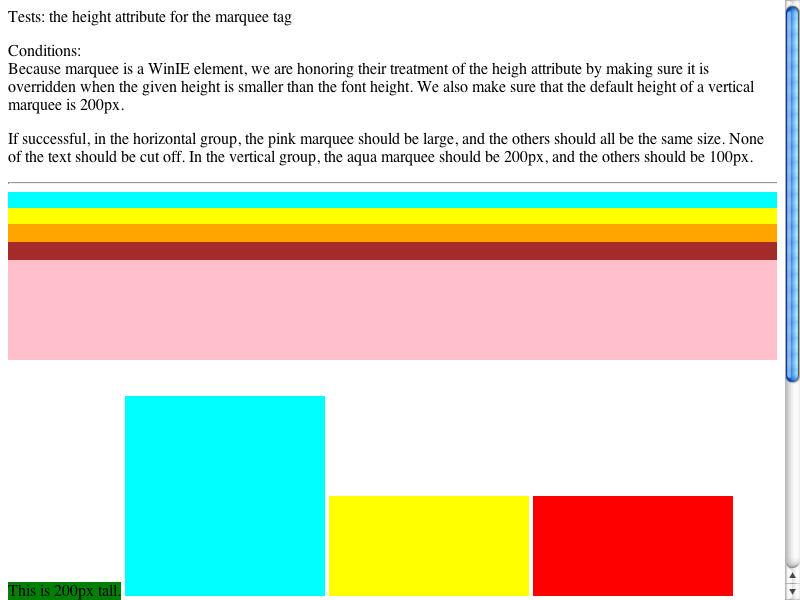 Tests: the height attribute for the marquee tag
Conditions:
Because marquee is a WinIE element, we are honoring their treatment of the heigh attribute by making sure it is
overridden when the given height is smaller than the font height. We also make sure that the default height of a vertical
marquee is 200px.
If successful, in the horizontal group, the pink marquee should be large, and the others should all be the same size. None
of the text should be cut off. In the vertical group, the aqua marquee should be 200px, and the others should be 100px.
This is 200px tall.